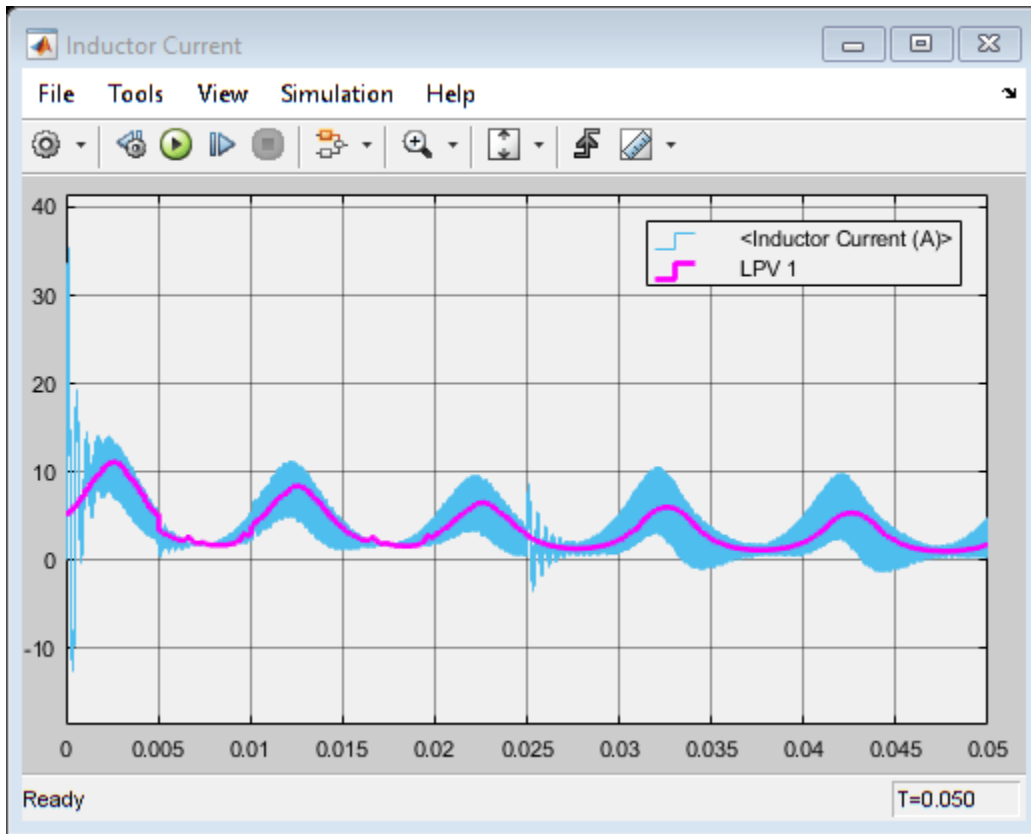 Inductor Current
File Tools View Simulation Help
<Inductor Current (A)>
LPV 1
40
30
20
10
0
-10
0 0.005 0.01 0.015 0.02 0.025 0.03 0.035 0.04 0.045 0.05
Ready T=0.050